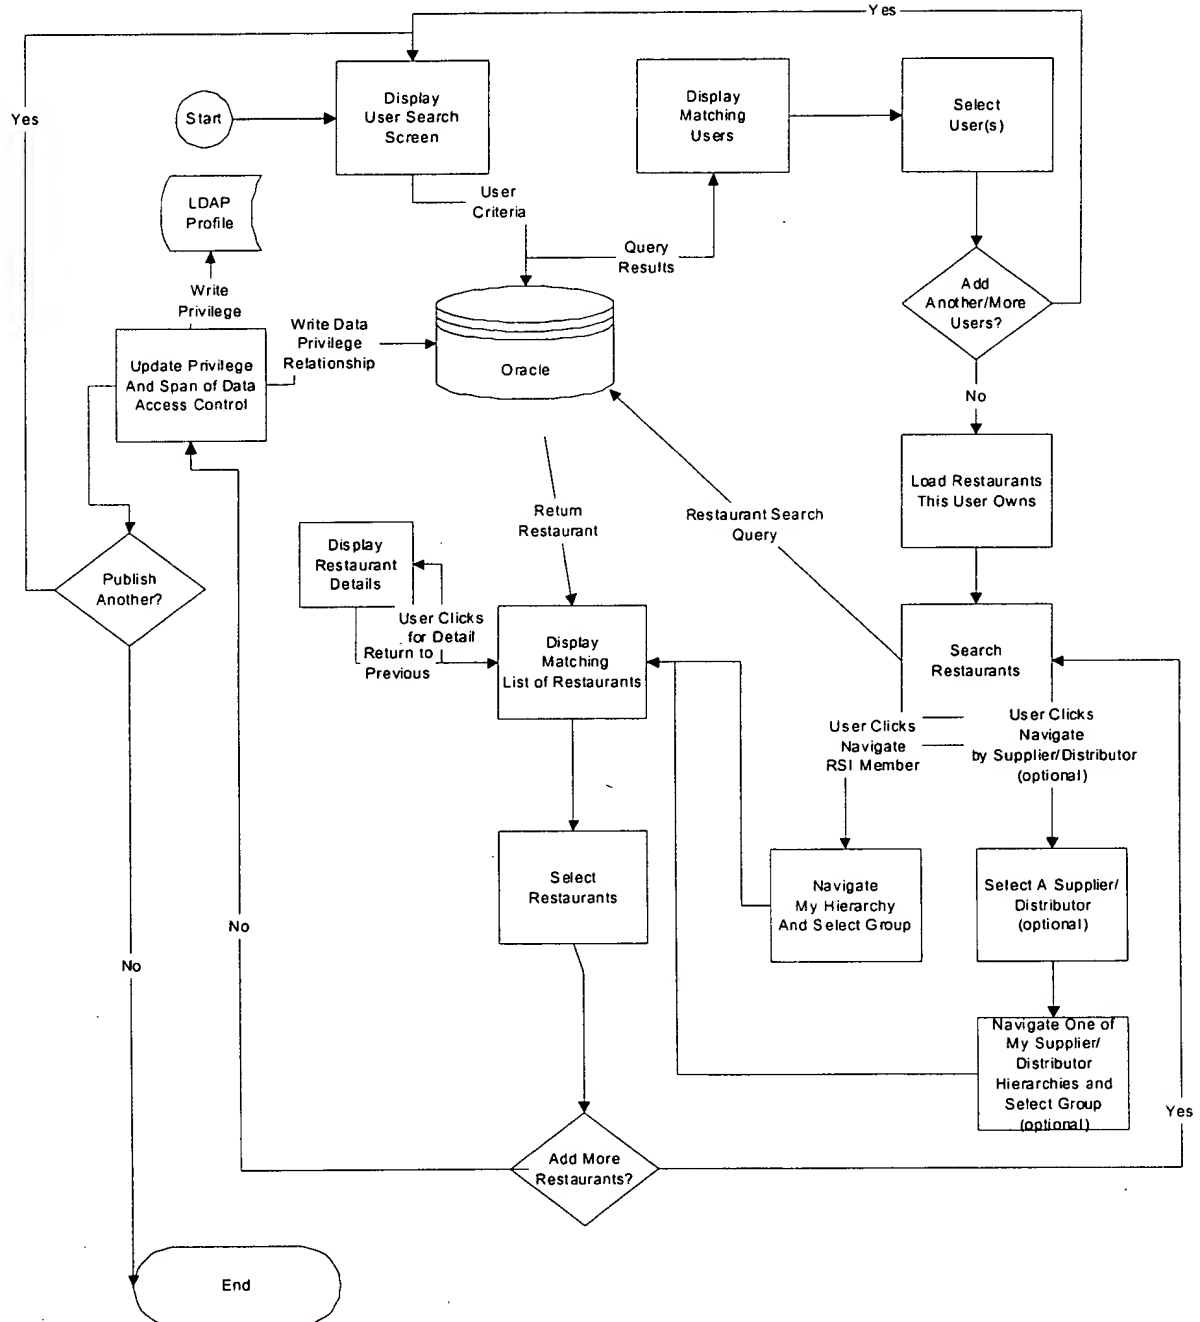 Yes
Yes
Start
Display
User Search
Screen
Display
Matching
Users
Select
User(s)
LDAP
Profile
User
Criteria
Query
Results
Write
Privilege
Write Data
Privilege
Relationship
Add
Another/More
Users?
Update Privilege
And Span of Data
Access Control
Oracle
No
Load Restaurants
This User Owns
Return
Restaurant
Restaurant Search
Query
Display
Restaurant
Details
Publish
Another?
User Clicks
for Detail
Return to
Previous
Display
Matching
List of Restaurants
Search
Restaurants
User Clicks
Navigate
RSI Member
User Clicks
Navigate
by Supplier/Distributor
(optional)
Select
Restaurants
Navigate
My Hierarchy
And Select Group
Select A Supplier/
Distributor
(optional)
No
No
Navigate One of
My Supplier/
Distributor
Hierarchies and
Select Group
(optional)
Yes
Add More
Restaurants?
End